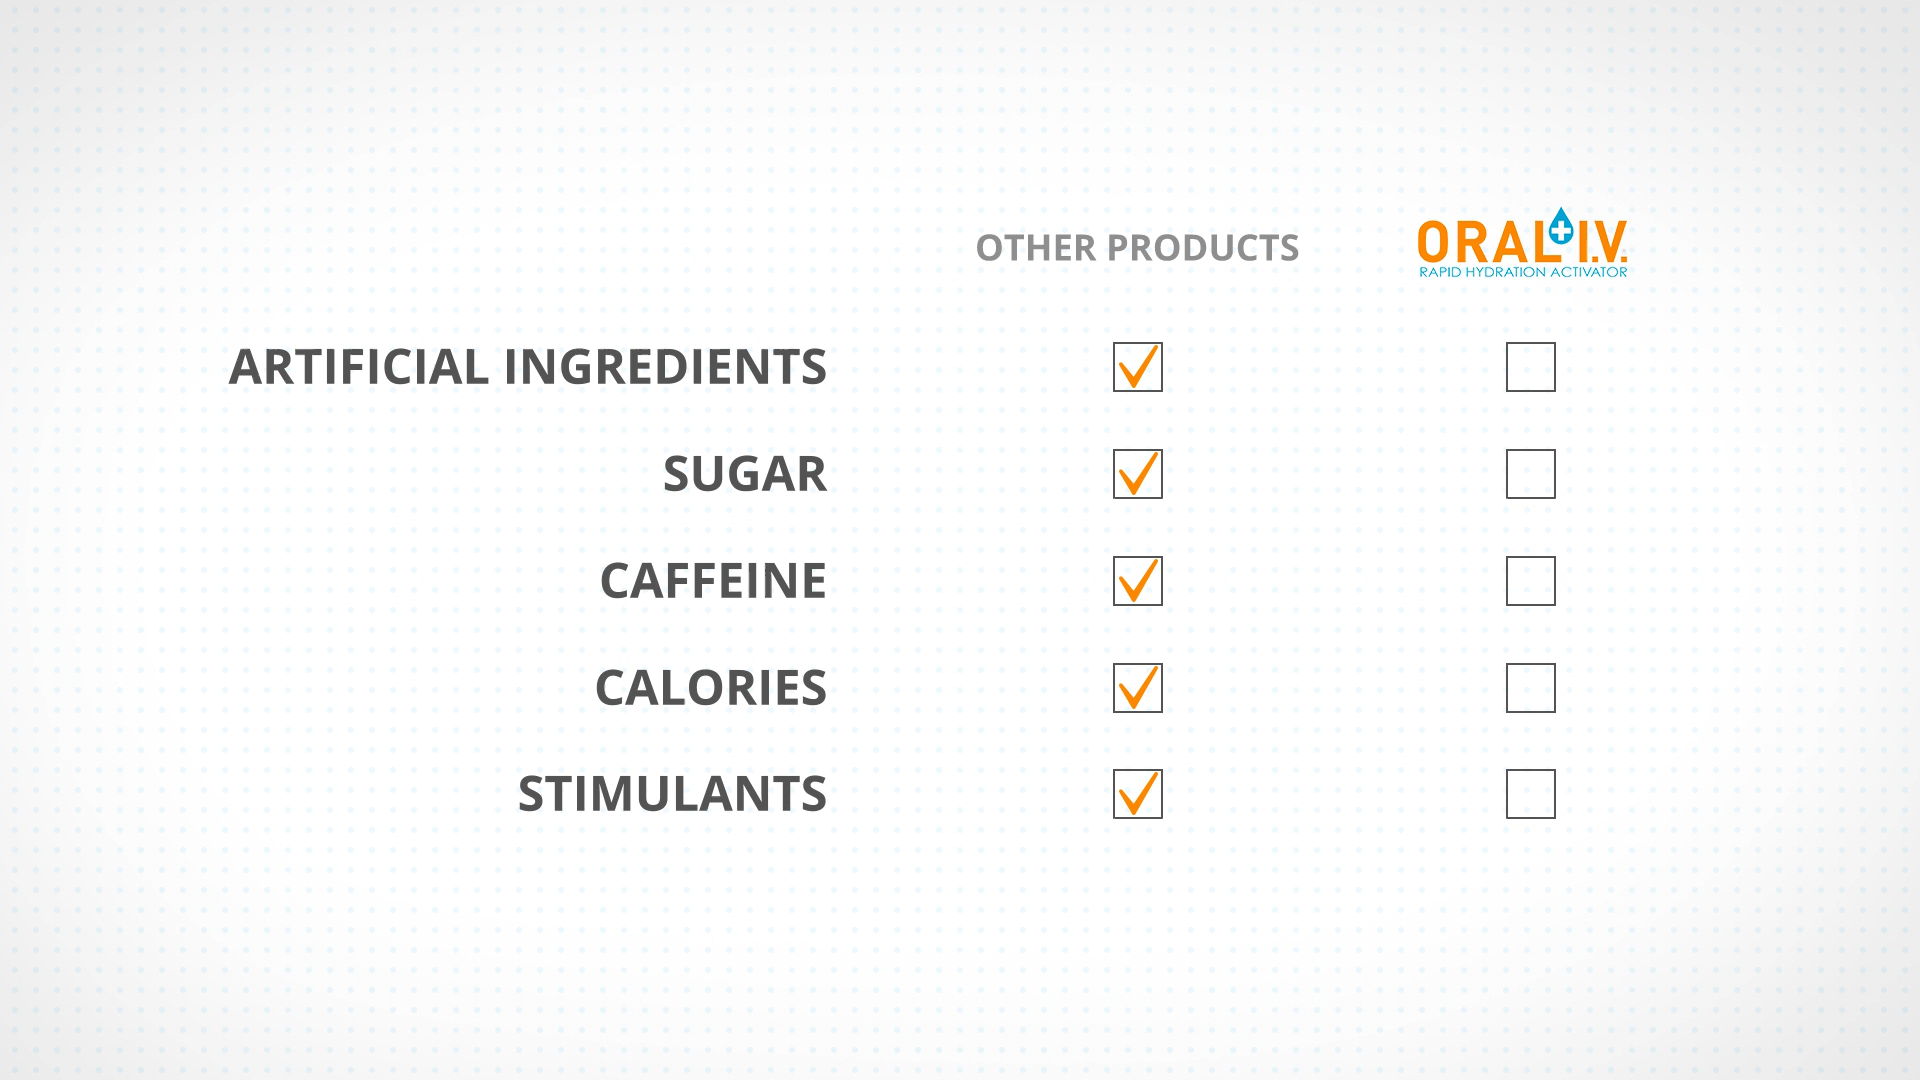 OTHER PRODUCTS
ORAL I.V.
RAPID HYDRATION ACTIVATOR
ARTIFICIAL INGREDIENTS
SUGAR
CAFFEINE
CALORIES
STIMULANTS